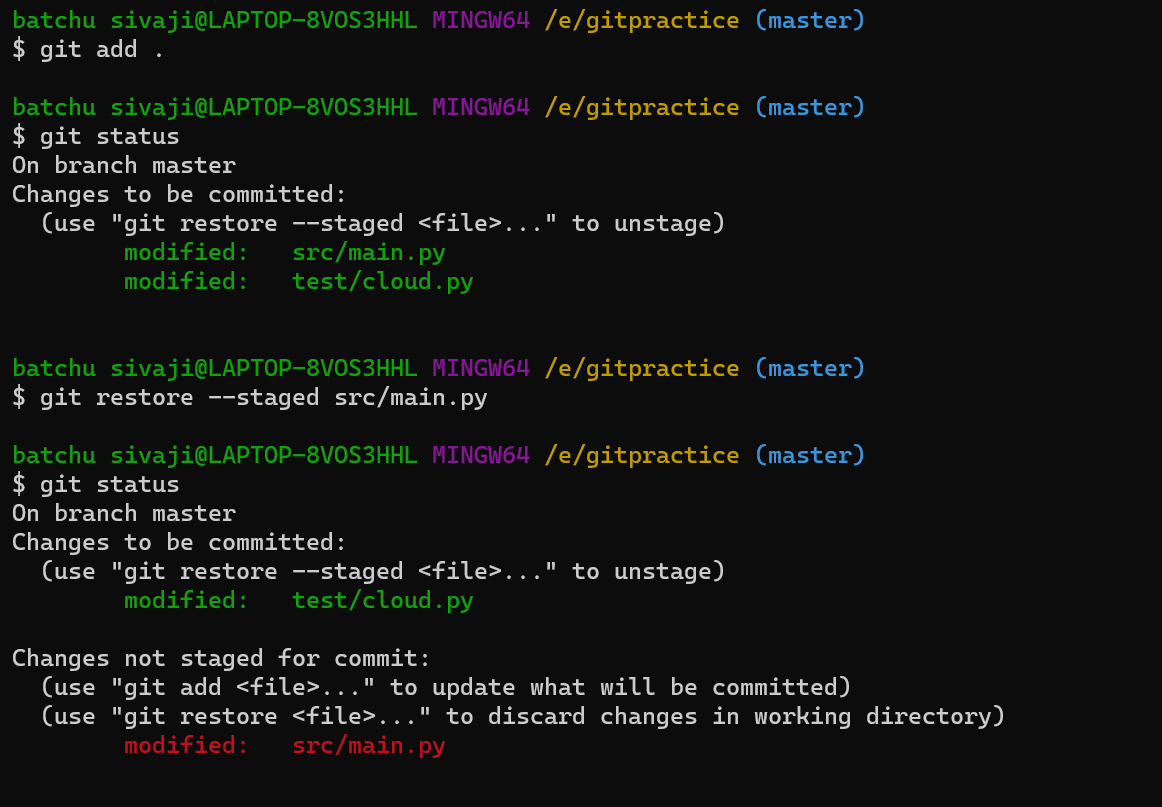 batchu sivaji@LAPTOP-8VOS3HHL MINGW64 /e/gitpractice (master)
$ git add .
batchu sivaji@LAPTOP-8VOS3HHL MINGW64 /e/gitpractice (master)
$ git status
On branch master
Changes to be committed:
  (use "git restore --staged <file>..." to unstage)
        modified:   src/main.py
        modified:   test/cloud.py
batchu sivaji@LAPTOP-8VOS3HHL MINGW64 /e/gitpractice (master)
$ git restore --staged src/main.py
batchu sivaji@LAPTOP-8VOS3HHL MINGW64 /e/gitpractice (master)
$ git status
On branch master
Changes to be committed:
  (use "git restore --staged <file>..." to unstage)
        modified:   test/cloud.py
Changes not staged for commit:
  (use "git add <file>..." to update what will be committed)
  (use "git restore <file>..." to discard changes in working directory)
        modified:   src/main.py